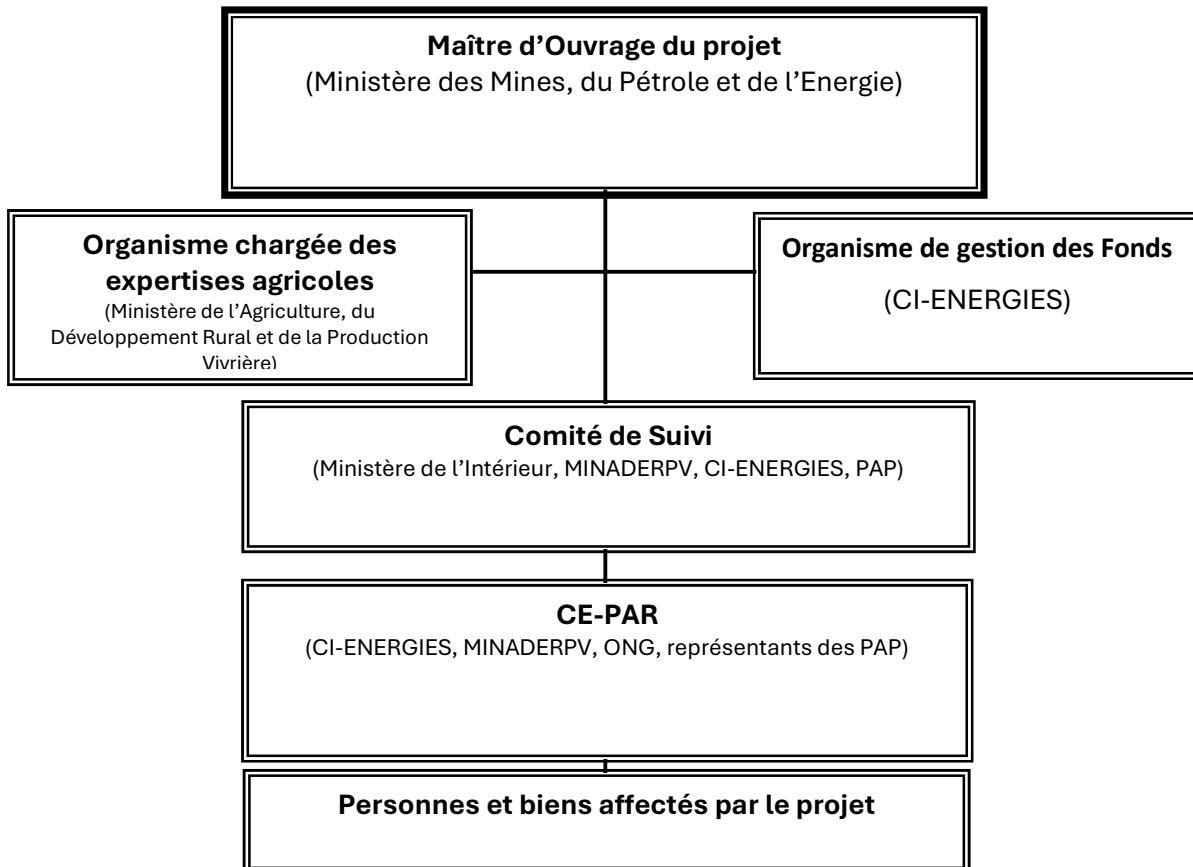 Maître d’Ouvrage du projet
(Ministère des Mines, du Pétrole et de l’Energie)
Organisme chargée des
expertises agricoles
(Ministère de l’Agriculture, du
Développement Rural et de la Production
Vivrière)
Organisme de gestion des Fonds
(CI-ENERGIES)
Comité de Suivi
(Ministère de l’Intérieur, MINADERPV, CI-ENERGIES, PAP)
CE-PAR
(CI-ENERGIES, MINADERPV, ONG, représentants des PAP)
Personnes et biens affectés par le projet